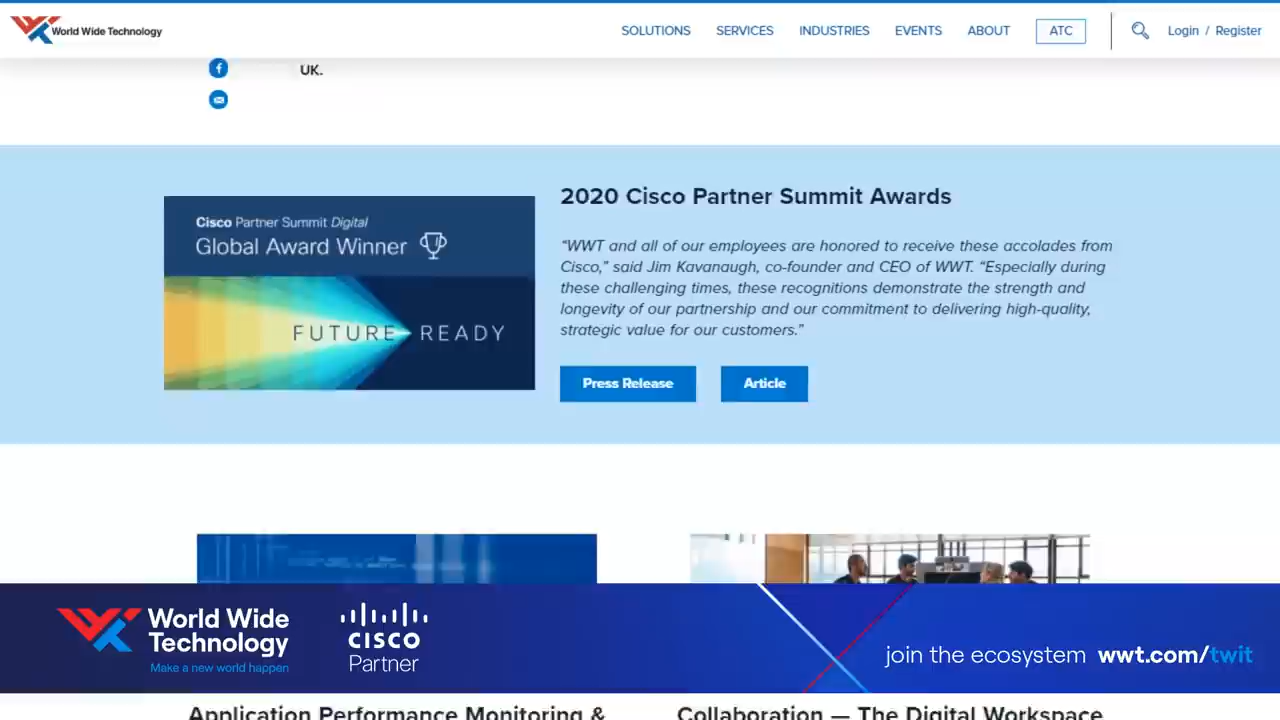 World Wide Technology
SOLUTIONS SERVICES INDUSTRIES EVENTS ABOUT ATC Login / Register
UK.
Cisco Partner Summit Digital
Global Award Winner
FUTURE READY
2020 Cisco Partner Summit Awards
“WWT and all of our employees are honored to receive these accolades from
Cisco,” said Jim Kavanaugh, co-founder and CEO of WWT. “Especially during
these challenging times, these recognitions demonstrate the strength and
longevity of our partnership and our commitment to delivering high-quality,
strategic value for our customers.”
Press Release Article
World Wide
Technology
Make a new world happen
CISCO
Partner
join the ecosystem wwt.com/twit
Application Performance Monitoring &
Collaboration — The Digital Workspace